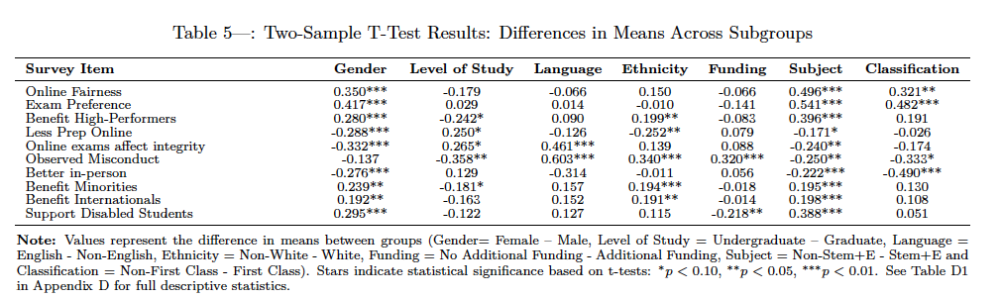 Table 5—: Two-Sample T-Test Results: Differences in Means Across Subgroups
Survey Item Gender Level of Study Language Ethnicity Funding Subject Classification
Online Fairness 0.350*** -0.179 -0.066 0.150 -0.066 0.496*** 0.321**
Exam Preference 0.417*** 0.029 0.014 -0.010 -0.141 0.541*** 0.482***
Benefit High-Performers 0.280*** -0.242* 0.090 0.199** -0.083 0.396*** 0.191
Less Prep Online -0.288*** 0.250* -0.126 -0.252** 0.079 -0.171* -0.026
Online exams affect integrity -0.332*** 0.265* 0.461*** 0.139 0.088 -0.240** -0.174
Observed Misconduct -0.137 -0.358** 0.603*** 0.340*** 0.320*** -0.250** -0.333*
Better in-person -0.276*** 0.129 -0.314 -0.011 0.056 -0.222*** -0.490***
Benefit Minorities 0.239** -0.181* 0.157 0.194*** -0.018 0.195*** 0.130
Benefit Internationals 0.192** -0.163 0.152 0.191** -0.014 0.198*** 0.108
Support Disabled Students 0.295*** -0.122 0.127 0.115 -0.218** 0.388*** 0.051
Note: Values represent the difference in means between groups (Gender= Female – Male, Level of Study = Undergraduate – Graduate, Language =
English - Non-English, Ethnicity = Non-White - White, Funding = No Additional Funding - Additional Funding, Subject = Non-Stem+E - Stem+E and
Classification = Non-First Class - First Class). Stars indicate statistical significance based on t-tests: *p < 0.10, **p < 0.05, ***p < 0.01. See Table D1
in Appendix D for full descriptive statistics.